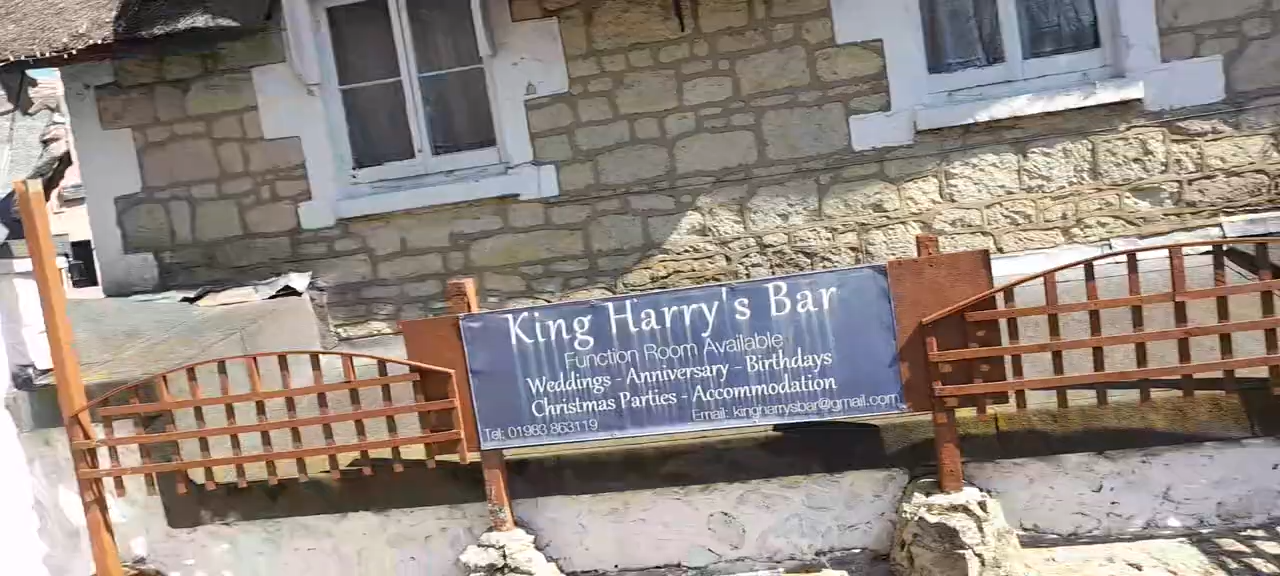 King Harry's Bar
Function Room Available
Weddings - Anniversary - Birthdays
Christmas Parties - Accommodation
Email: kingharrysbar@gmail.com
Tel: 01983 863119